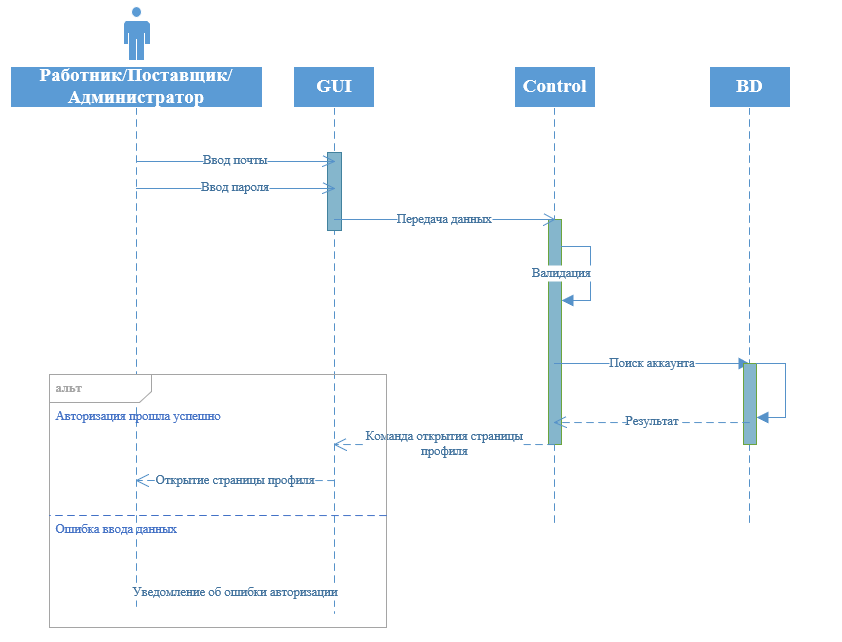 Работник/Поставщик/
Администратор
GUI
Control
BD
Ввод почты
Ввод пароля
Передача данных
Валидация
Поиск аккаунта
альт
Авторизация прошла успешно
Результат
Команда открытия страницы
профиля
Открытие страницы профиля
Ошибка ввода данных
Уведомление об ошибки авторизации